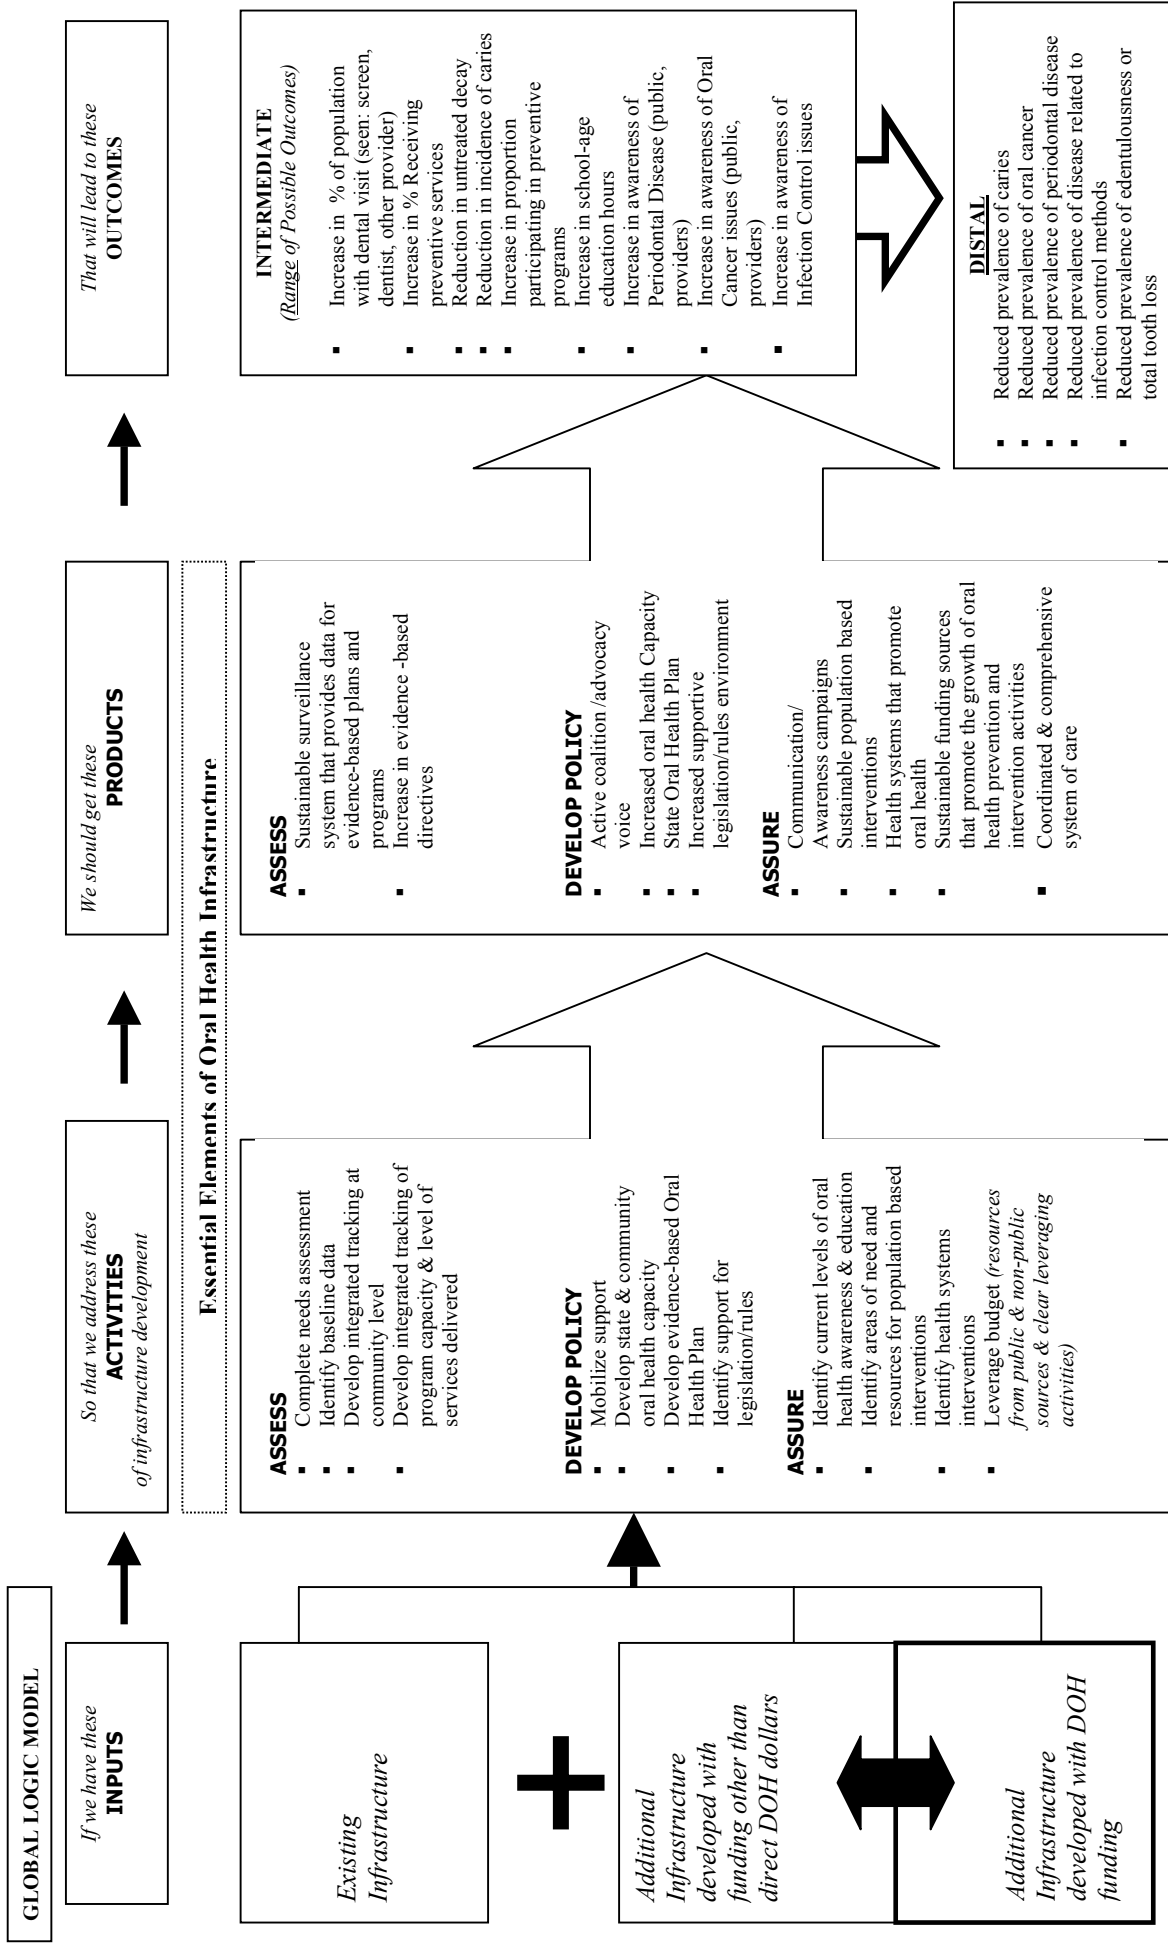 GLOBAL LOGIC MODEL
If we have these
INPUTS
So that we address these
ACTIVITIES
of infrastructure development
We should get these
PRODUCTS
That will lead to these
OUTCOMES
Essential Elements of Oral Health Infrastructure
Existing
Infrastructure
Additional
Infrastructure
developed with
funding other than
direct DOH dollars
Additional
Infrastructure
developed with DOH
funding
ASSESS
▪ Complete needs assessment
▪ Identify baseline data
▪ Develop integrated tracking at
community level
▪ Develop integrated tracking of
program capacity & level of
services delivered
DEVELOP POLICY
▪ Mobilize support
▪ Develop state & community
oral health capacity
▪ Develop evidence-based Oral
Health Plan
▪ Identify support for
legislation/rules
ASSURE
▪ Identify current levels of oral
health awareness & education
▪ Identify areas of need and
resources for population based
interventions
▪ Identify health systems
interventions
▪ Leverage budget (resources
from public & non-public
sources & clear leveraging
activities)
ASSESS
▪ Sustainable surveillance
system that provides data for
evidence-based plans and
programs
▪ Increase in evidence -based
directives
DEVELOP POLICY
▪ Active coalition /advocacy
voice
▪ Increased oral health Capacity
▪ State Oral Health Plan
▪ Increased supportive
legislation/rules environment
ASSURE
▪ Communication/
Awareness campaigns
▪ Sustainable population based
interventions
▪ Health systems that promote
oral health
▪ Sustainable funding sources
that promote the growth of oral
health prevention and
intervention activities
▪ Coordinated & comprehensive
system of care
INTERMEDIATE
(Range of Possible Outcomes)
▪ Increase in % of population
with dental visit (seen: screen,
dentist, other provider)
▪ Increase in % Receiving
preventive services
▪ Reduction in untreated decay
▪ Reduction in incidence of caries
▪ Increase in proportion
participating in preventive
programs
▪ Increase in school-age
education hours
▪ Increase in awareness of
Periodontal Disease (public,
providers)
▪ Increase in awareness of Oral
Cancer issues (public,
providers)
▪ Increase in awareness of
Infection Control issues
DISTAL
▪ Reduced prevalence of caries
▪ Reduced prevalence of oral cancer
▪ Reduced prevalence of periodontal disease
▪ Reduced prevalence of disease related to
infection control methods
▪ Reduced prevalence of edentulousness or
total tooth loss